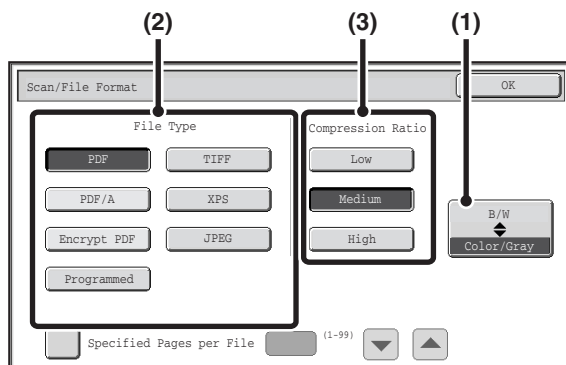 (2) (3) (1)
Scan/File Format OK
File Type Compression Ratio
PDF TIFF Low
PDF/A XPS Medium B/W
Encrypt PDF JPEG High Color/Gray
Programmed
Specified Pages per File (1-99)